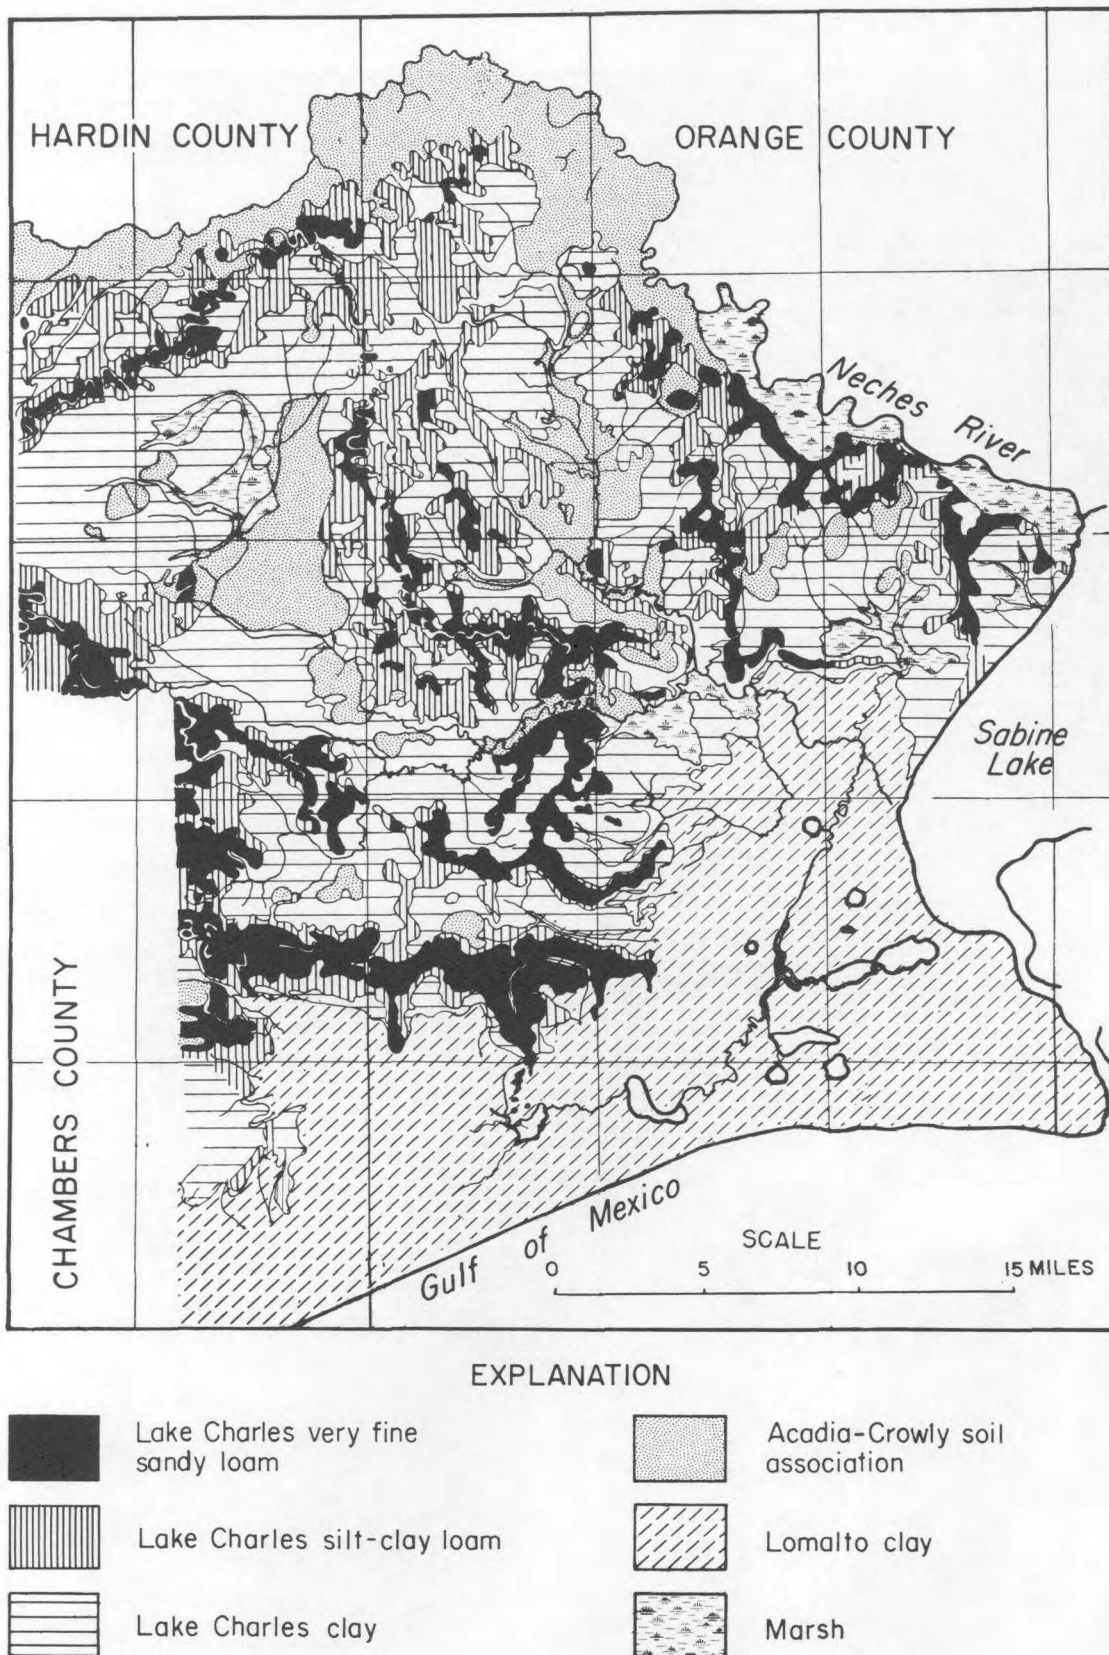 HARDIN COUNTY
ORANGE COUNTY
Neches River
Sabine
Lake
CHAMBERS COUNTY
Gulf of Mexico
SCALE
0 5 10 15 MILES
EXPLANATION
Lake Charles very fine
sandy loam
Acadia-Crowly soil
association
Lake Charles silt-clay loam
Lomalto clay
Lake Charles clay
Marsh